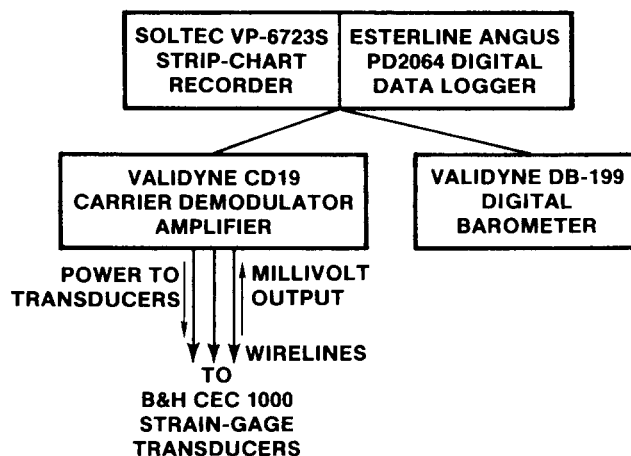 SOLTEC VP-6723S
STRIP-CHART
RECORDER
ESTERLINE ANGUS
PD2064 DIGITAL
DATA LOGGER
VALIDYNE CD19
CARRIER DEMODULATOR
AMPLIFIER
VALIDYNE DB-199
DIGITAL
BAROMETER
POWER TO
TRANSDUCERS
MILLIVOLT
OUTPUT
WIRELINES
TO
B&H CEC 1000
STRAIN-GAGE
TRANSDUCERS